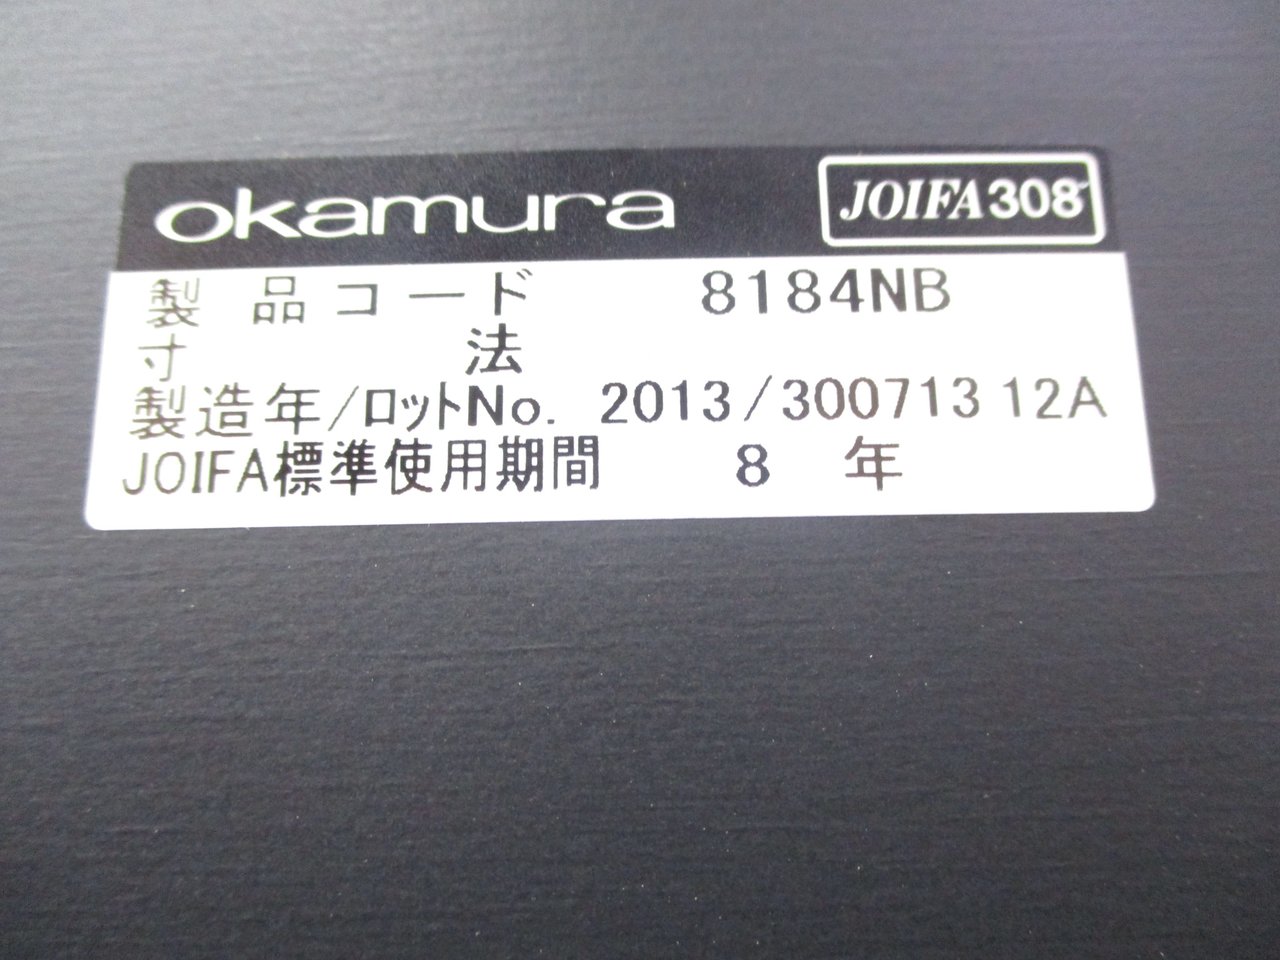 okamura JOIFA308
製品コード 8184NB
寸法
製造年/ロットNo. 2013/300713 12A
JOIFA標準使用期間 8 年